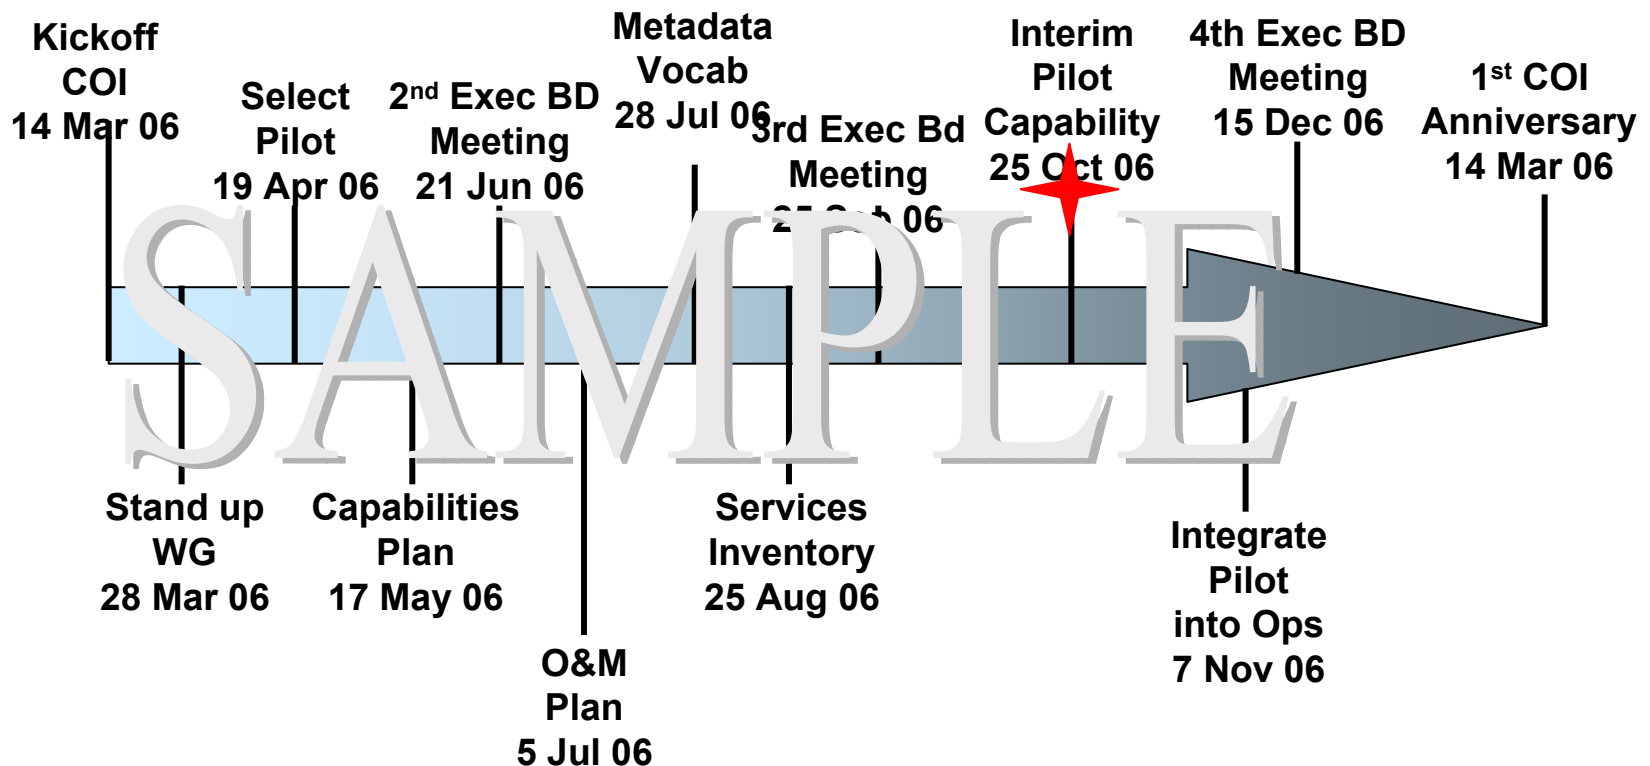 Kickoff
COI
14 Mar 06
Select
Pilot
19 Apr 06
2nd Exec BD
Meeting
21 Jun 06
Metadata
Vocab
28 Jul 06
3rd Exec Bd
Meeting
25 Sep 06
Interim
Pilot
Capability
25 Oct 06
4th Exec BD
Meeting
15 Dec 06
1st COI
Anniversary
14 Mar 06
SAMPLE
Stand up
WG
28 Mar 06
Capabilities
Plan
17 May 06
O&M
Plan
5 Jul 06
Services
Inventory
25 Aug 06
Integrate
Pilot
into Ops
7 Nov 06